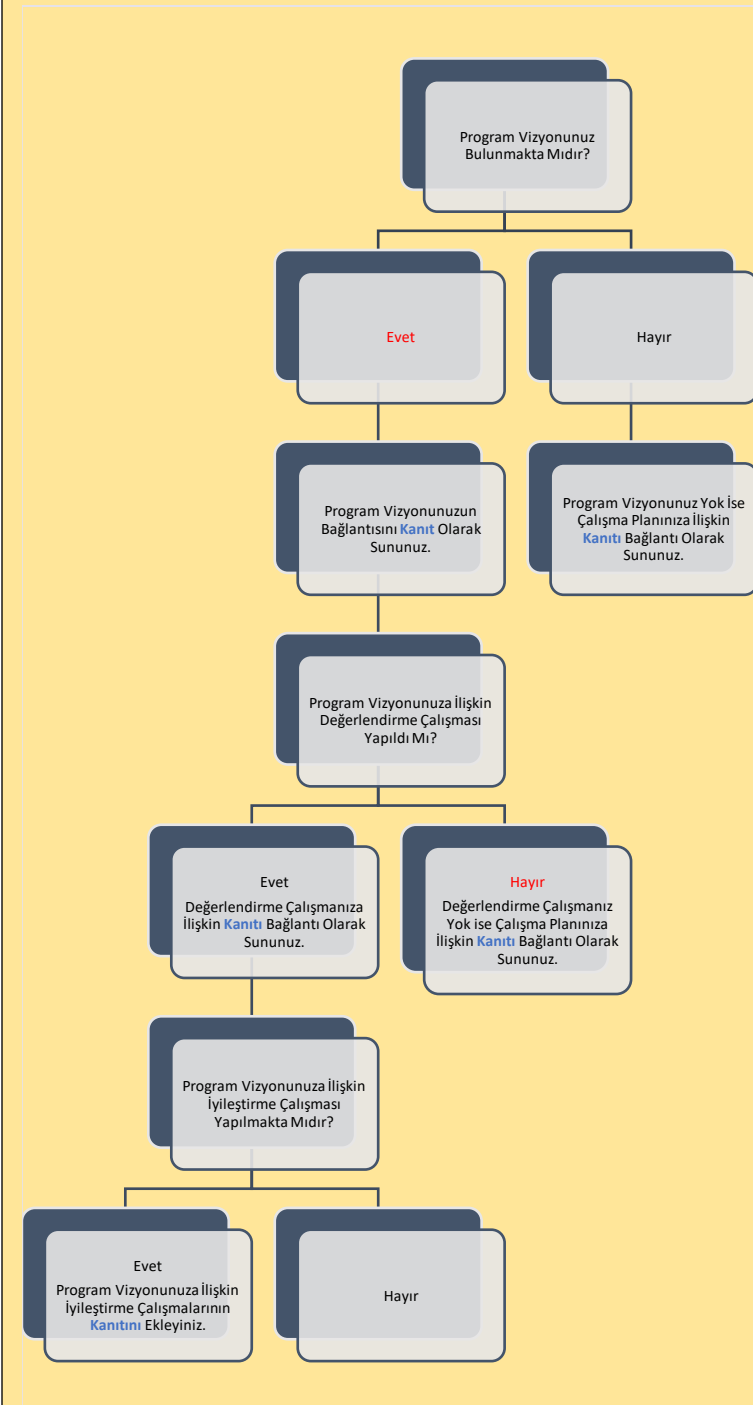 Program Vizyonunuz
Bulunmakta Mıdır?
Evet
Hayır
Program Vizyonunuzun
Bağlantısını Kanıt Olarak
Sununuz.
Program Vizyonunuz Yok İse
Çalışma Planınıza İlişkin
Kanıtı Bağlantı Olarak
Sununuz.
Program Vizyonunuza İlişkin
Değerlendirme Çalışması
Yapıldı Mı?
Evet
Değerlendirme Çalışmanıza
İlişkin Kanıtı Bağlantı Olarak
Sununuz.
Hayır
Değerlendirme Çalışmanız
Yok ise Çalışma Planınıza
İlişkin Kanıtı Bağlantı Olarak
Sununuz.
Program Vizyonunuza İlişkin
İyileştirme Çalışması
Yapılmakta Mıdır?
Evet
Program Vizyonunuza İlişkin
İyileştirme Çalışmalarının
Kanıtını Ekleyiniz.
Hayır